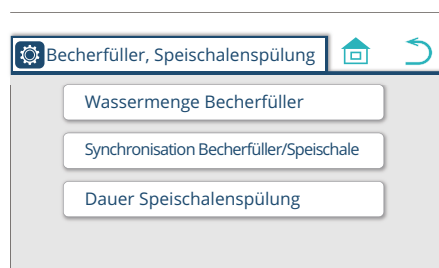 Becherfüller, Speischalenspülung
Wassermenge Becherfüller
Synchronisation Becherfüller/Speischale
Dauer Speischalenspülung